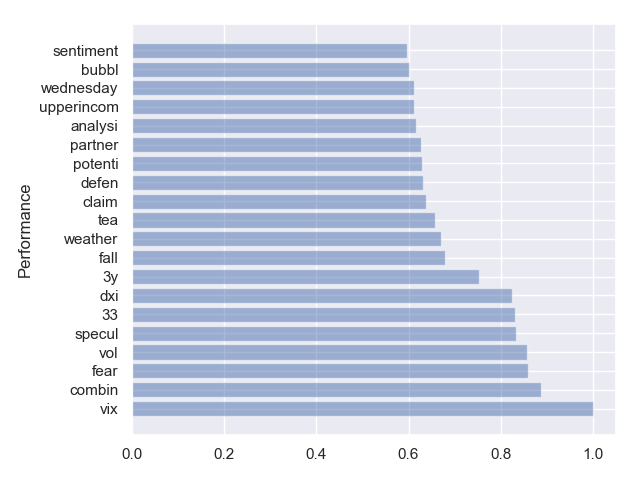 sentiment
bubbl
wednesday
upperincom
analysi
partner
potenti
defen
claim
tea
weather
fall
3y
dxi
33
specul
vol
fear
combin
vix
Performance
0.0 0.2 0.4 0.6 0.8 1.0